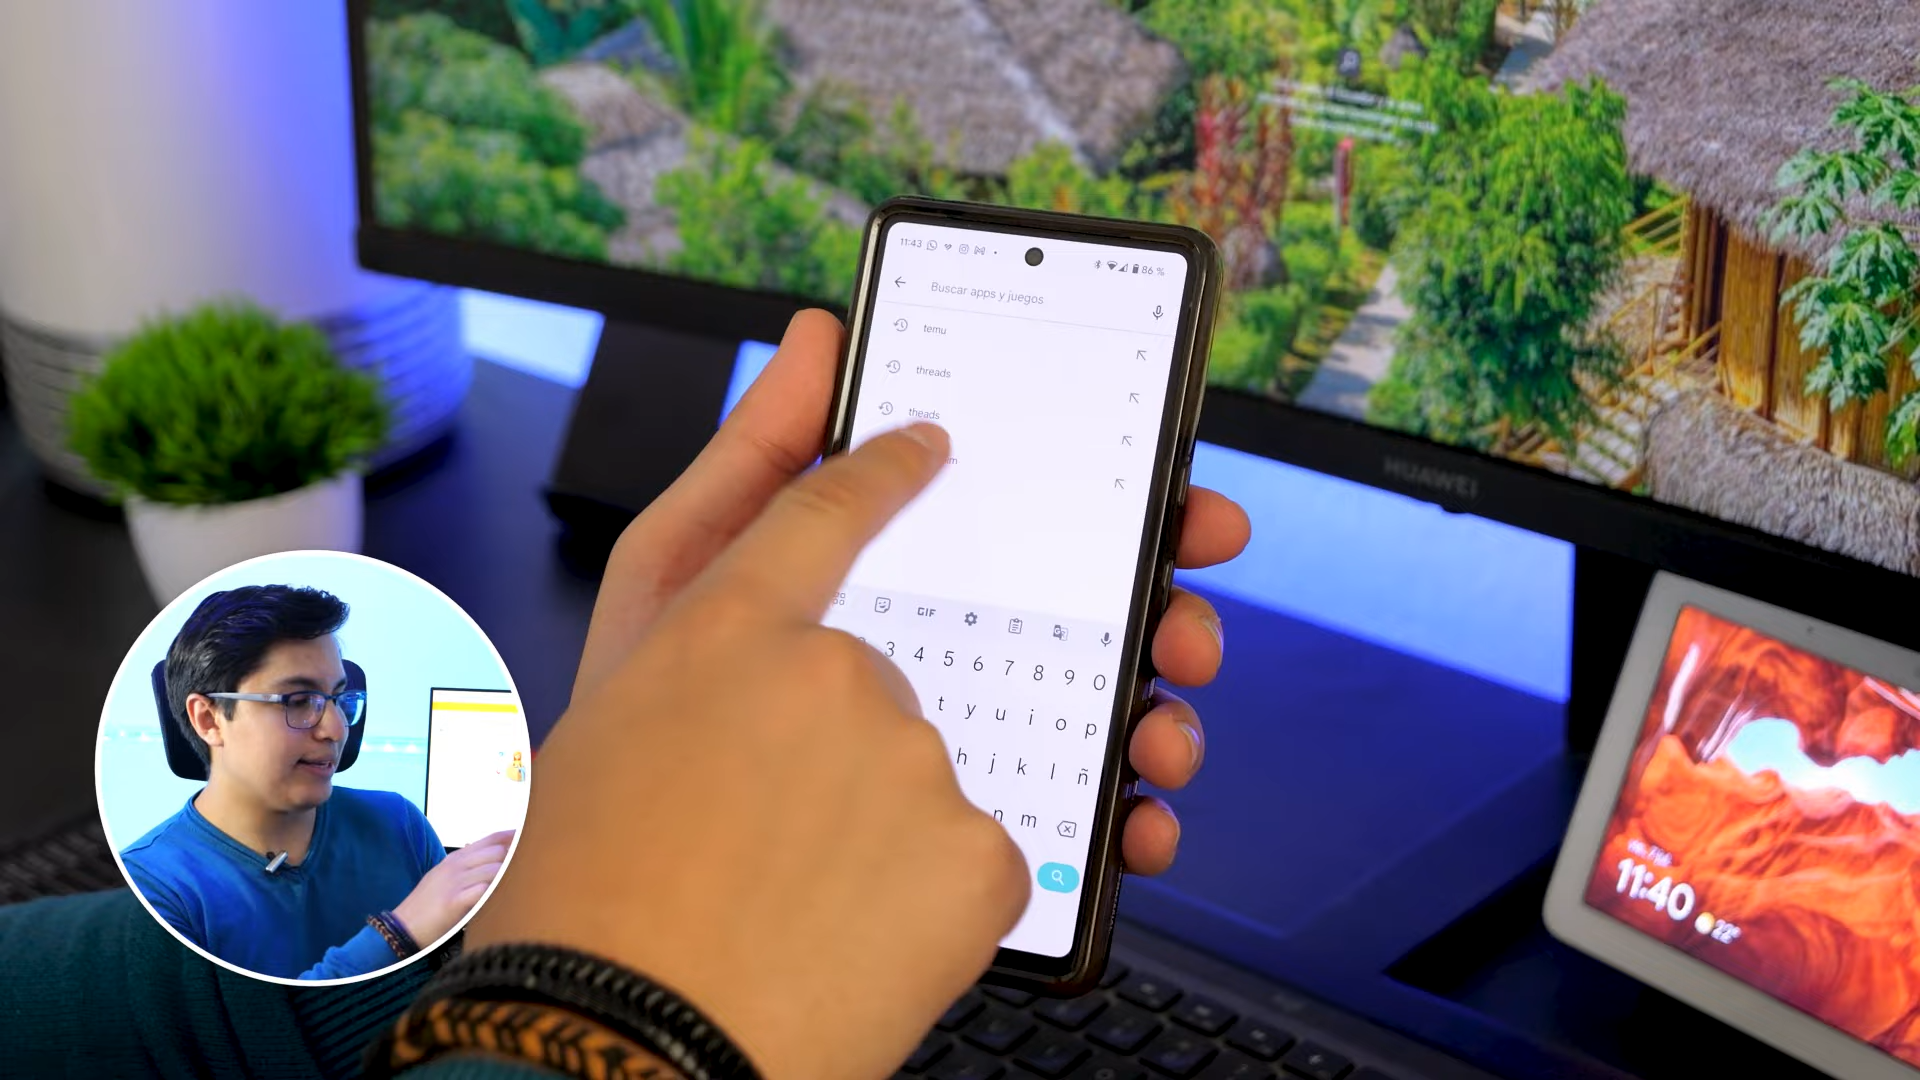 11:43
86 %
Buscar apps y juegos
temu
threads
theads
m
GIF
3 4 5 6 7 8 9 0
t y u i o p
h j k l ñ
n m
HUAWEI
11:40
22°